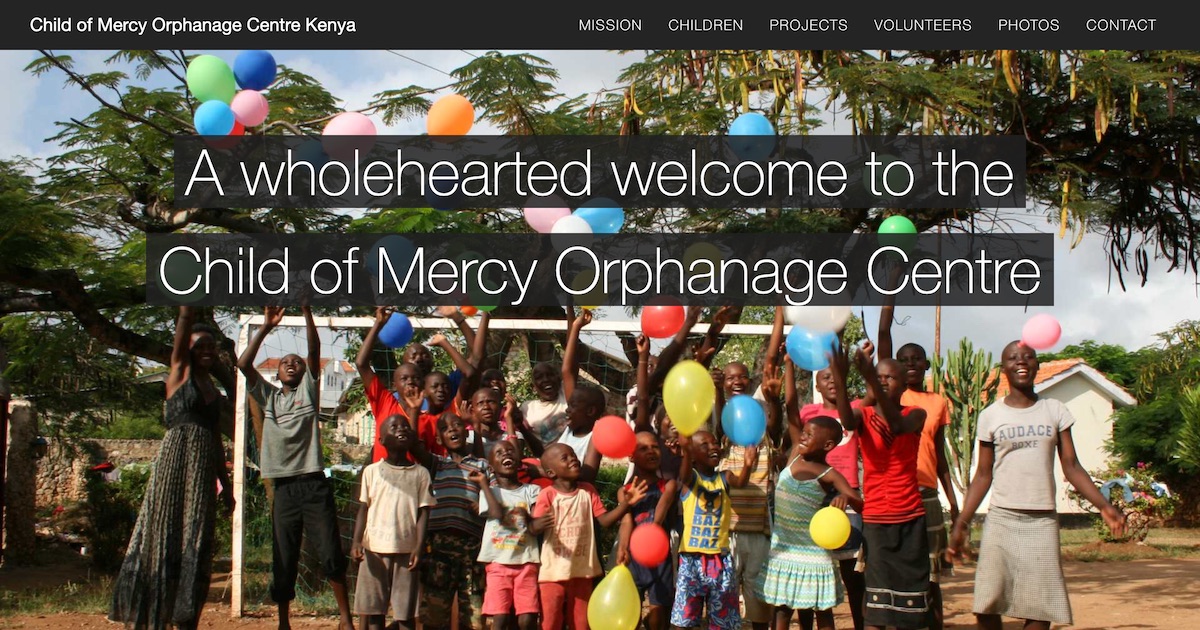 Child of Mercy Orphanage Centre Kenya
MISSION CHILDREN PROJECTS VOLUNTEERS PHOTOS CONTACT
A wholehearted welcome to the
Child of Mercy Orphanage Centre
AUDACE
BOXE
BAZ
BAZ
BAZ